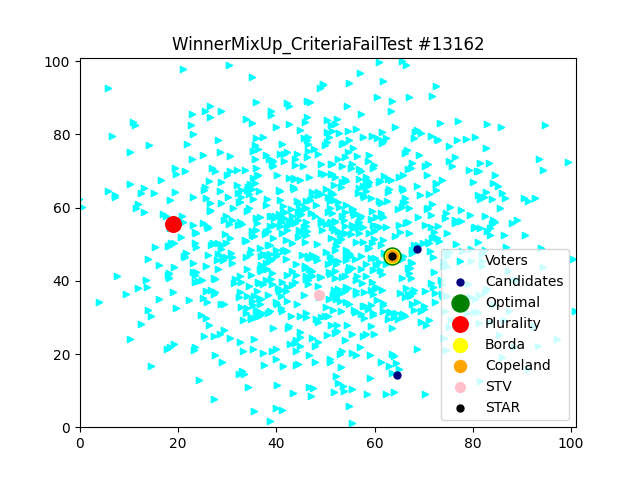 WinnerMixUp_CriteriaFailTest #13162
100
80
60
40
20
0
0
20
40
60
80
100
Voters
Candidates
Optimal
Plurality
Borda
Copeland
STV
STAR